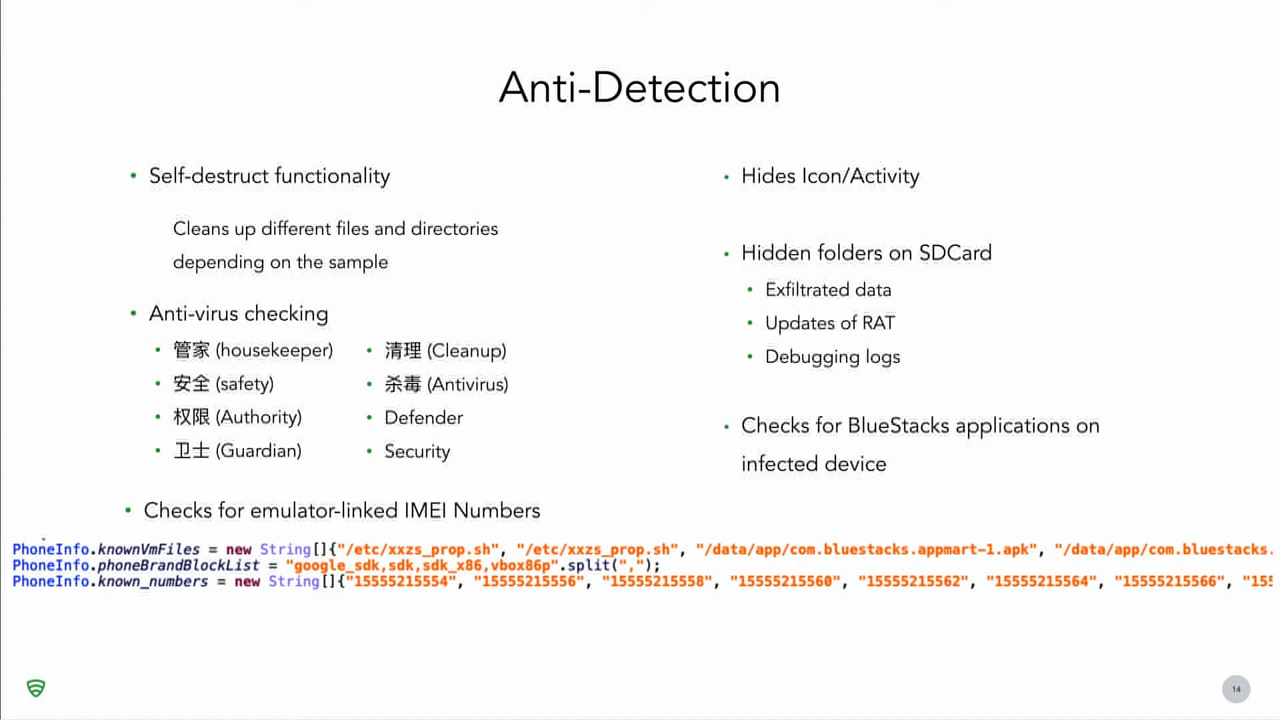 Anti-Detection
• Self-destruct functionality
Cleans up different files and directories
depending on the sample
• Anti-virus checking
• 管家 (housekeeper)
• 安全 (safety)
• 权限 (Authority)
• 卫士 (Guardian)
• 清理 (Cleanup)
• 杀毒 (Antivirus)
• Defender
• Security
• Checks for emulator-linked IMEI Numbers
• Hides Icon/Activity
• Hidden folders on SDCard
• Exfiltrated data
• Updates of RAT
• Debugging logs
• Checks for BlueStacks applications on
infected device
PhoneInfo.knownVmFiles = new String[]{"/etc/xxzs_prop.sh", "/etc/xxzs_prop.sh", "/data/app/com.bluestacks.appmart-1.apk", "/data/app/com.bluestacks.
PhoneInfo.phoneBrandBlockList = "google_sdk,sdk,sdk_x86,vbox86p".split(",");
PhoneInfo.known_numbers = new String[]{"15555215554", "15555215556", "15555215558", "15555215560", "15555215562", "15555215564", "15555215566", "155
14